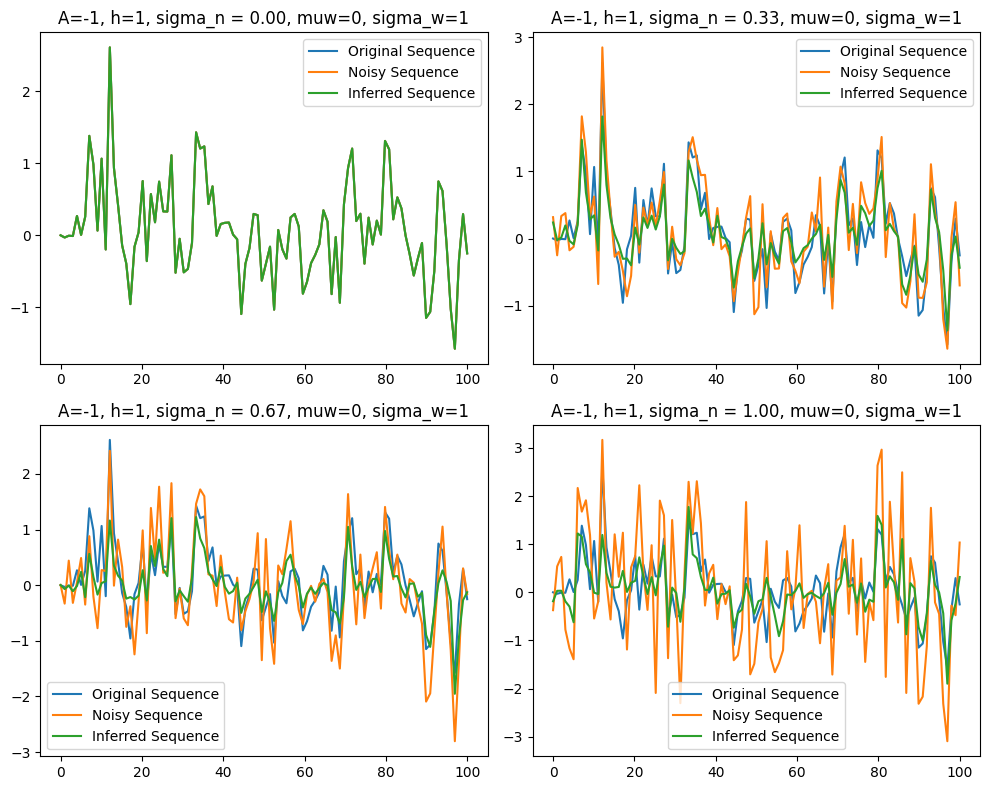 A=-1, h=1, sigma_n = 0.00, muw=0, sigma_w=1
Original Sequence
Noisy Sequence
Inferred Sequence
2
1
0
−1
0 20 40 60 80 100
A=-1, h=1, sigma_n = 0.33, muw=0, sigma_w=1
Original Sequence
Noisy Sequence
Inferred Sequence
3
2
1
0
−1
0 20 40 60 80 100
A=-1, h=1, sigma_n = 0.67, muw=0, sigma_w=1
2
1
0
−1
−2
−3
Original Sequence
Noisy Sequence
Inferred Sequence
0 20 40 60 80 100
A=-1, h=1, sigma_n = 1.00, muw=0, sigma_w=1
3
2
1
0
−1
−2
−3
Original Sequence
Noisy Sequence
Inferred Sequence
0 20 40 60 80 100